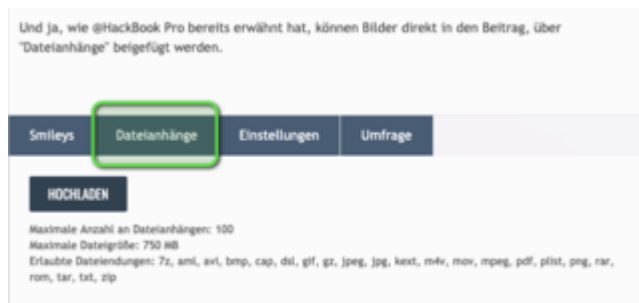 Und ja, wie @HackBook Pro bereits erwähnt hat, können Bilder direkt in den Beitrag, über
"Dateianhänge" beigefügt werden.
Smileys Dateianhänge Einstellungen Umfrage
HOCHLADEN
Maximale Anzahl an Dateianhängen: 100
Maximale Dateigröße: 750 MB
Erlaubte Dateiendungen: 7z, aml, avi, bmp, cap, dsl, gif, gz, jpeg, jpg, kext, m4v, mov, mpeg, pdf, plist, png, rar,
rom, tar, txt, zip